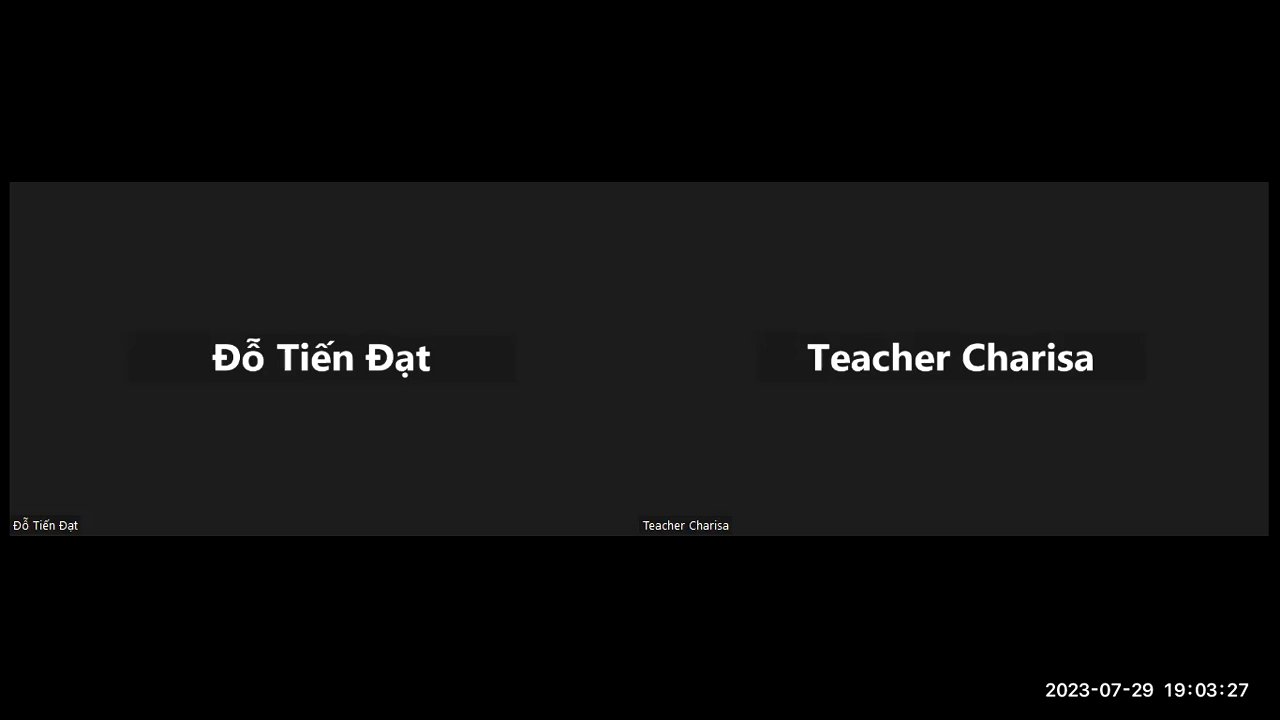 Đỗ Tiến Đạt
Teacher Charisa
Đỗ Tiến Đạt
Teacher Charisa
2023-07-29 19:03:27